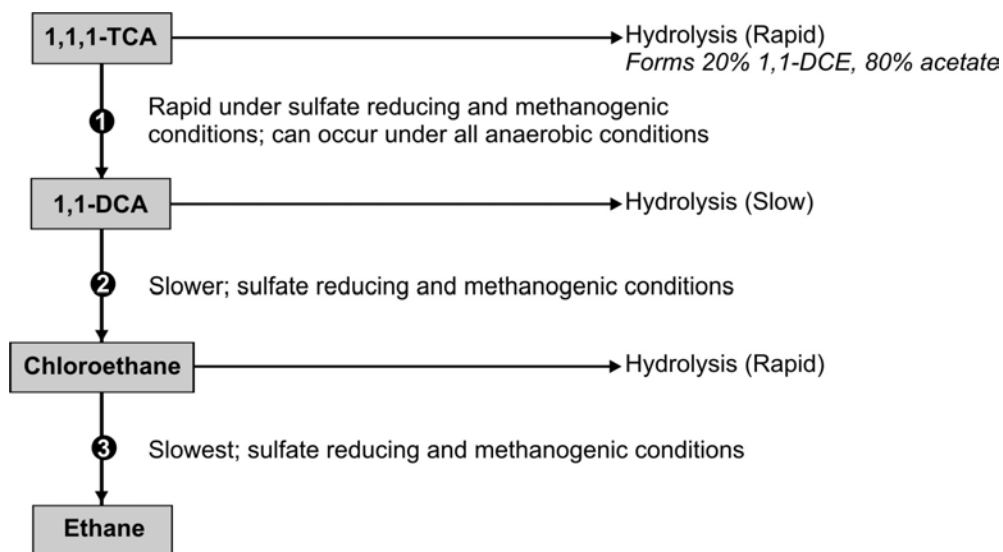 1,1,1-TCA
Hydrolysis (Rapid)
Forms 20% 1,1-DCE, 80% acetate
1
Rapid under sulfate reducing and methanogenic
conditions; can occur under all anaerobic conditions
1,1-DCA
Hydrolysis (Slow)
2
Slower; sulfate reducing and methanogenic conditions
Chloroethane
Hydrolysis (Rapid)
3
Slowest; sulfate reducing and methanogenic conditions
Ethane